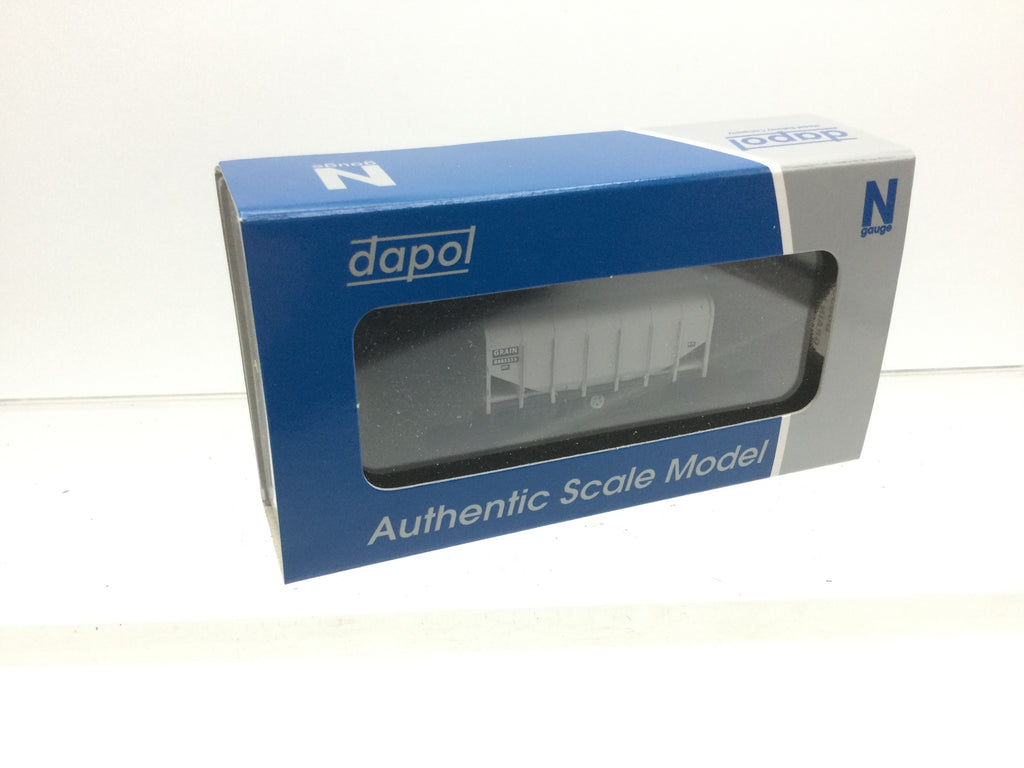 N
gauge
dapol
N
gauge
dapol
GRAIN
Authentic Scale Model